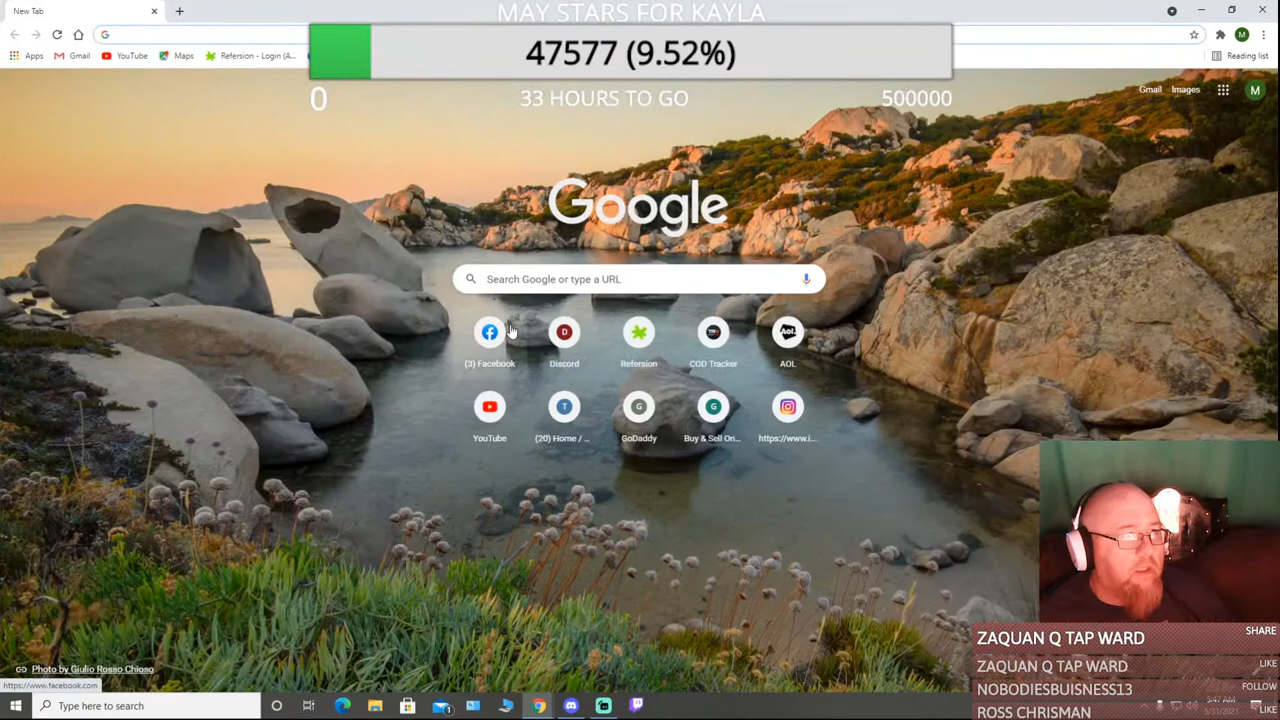 New Tab
MAY STARS FOR KAYLA
47577 (9.52%)
0
33 HOURS TO GO
500000
Apps
Gmail
YouTube
Maps
Refersion - Login (A...
Reading list
M
Gmail
Images
M
Google
Search Google or type a URL
(3) Facebook
D
Discord
Refersion
COD Tracker
Aol.
AOL
YouTube
T
(20) Home / ...
G
GoDaddy
G
Buy & Sell On...
https://www.i...
Photo by Giulio Rosso Chioso
https://www.facebook.com
ZAQUAN Q TAP WARD
SHARE
ZAQUAN Q TAP WARD
LIKE
NOBODIESBUISNESS13
FOLLOW
ROSS CHRISMAN
LIKE
Type here to search